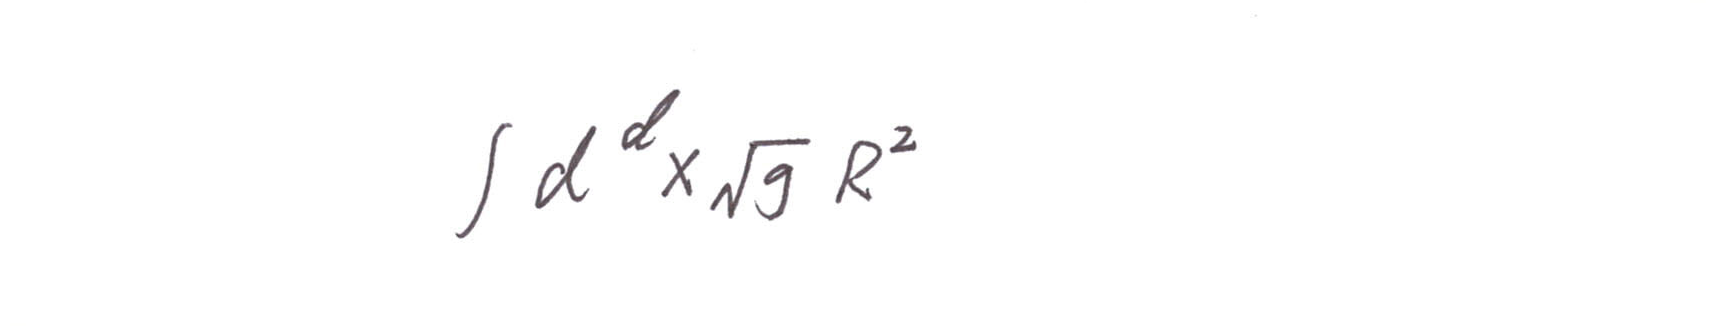 ∫ d^d x √g R^2